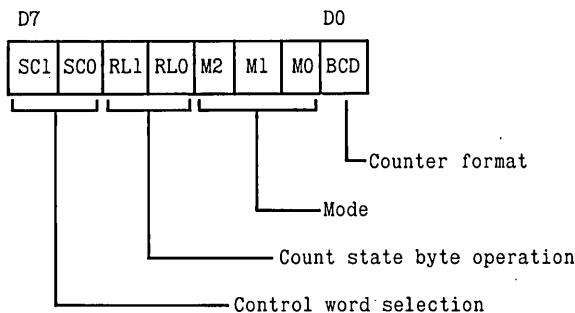 D7 D0
SC1 SC0 RL1 RL0 M2 M1 M0 BCD
Counter format
Mode
Count state byte operation
Control word selection